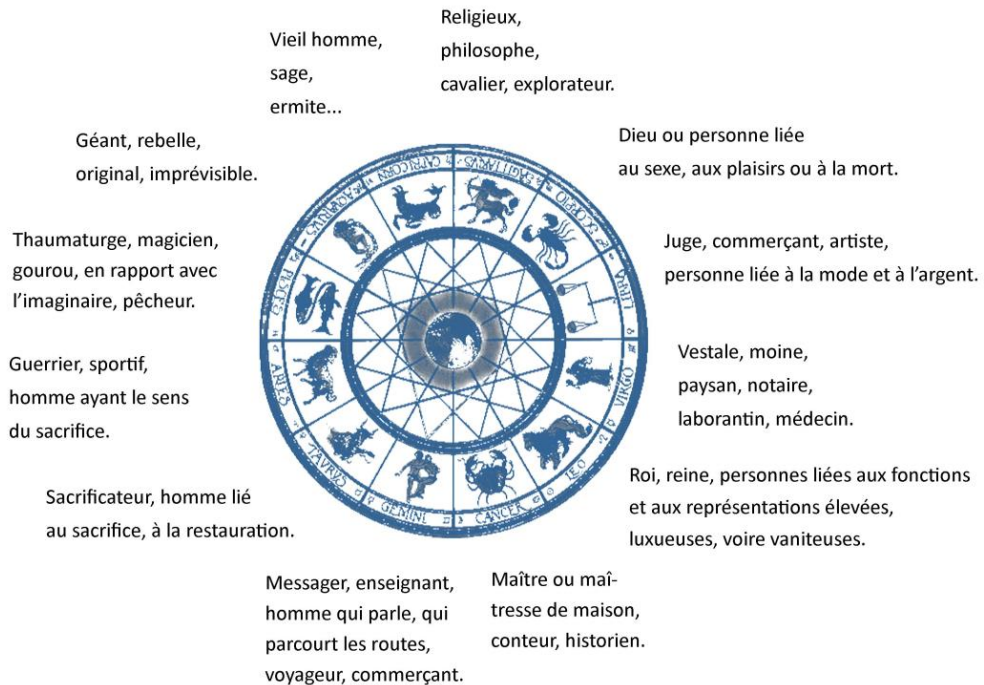 Religieux,
philosophe,
cavalier, explorateur.
Vieil homme,
sage,
ermite...
Géant, rebelle,
original, imprévisible.
Dieu ou personne liée
au sexe, aux plaisirs ou à la mort.
Thaumaturge, magicien,
gourou, en rapport avec
l’imaginaire, pêcheur.
Juge, commerçant, artiste,
personne liée à la mode et à l’argent.
Guerrier, sportif,
homme ayant le sens
du sacrifice.
Vestale, moine,
paysan, notaire,
laborantin, médecin.
Sacrificateur, homme lié
au sacrifice, à la restauration.
Roi, reine, personnes liées aux fonctions
et aux représentations élevées,
luxueuses, voire vaniteuses.
Messager, enseignant,
homme qui parle, qui
parcourt les routes,
voyageur, commerçant.
Maître ou maî-
tresse de maison,
conteur, historien.
CAPRICORN
SAGITTARIUS
SCORPIO
LIBRA
VIRGO
LEO
CANCER
GEMINI
TAVRVS
ARIES
PISCES
AQUARIUS